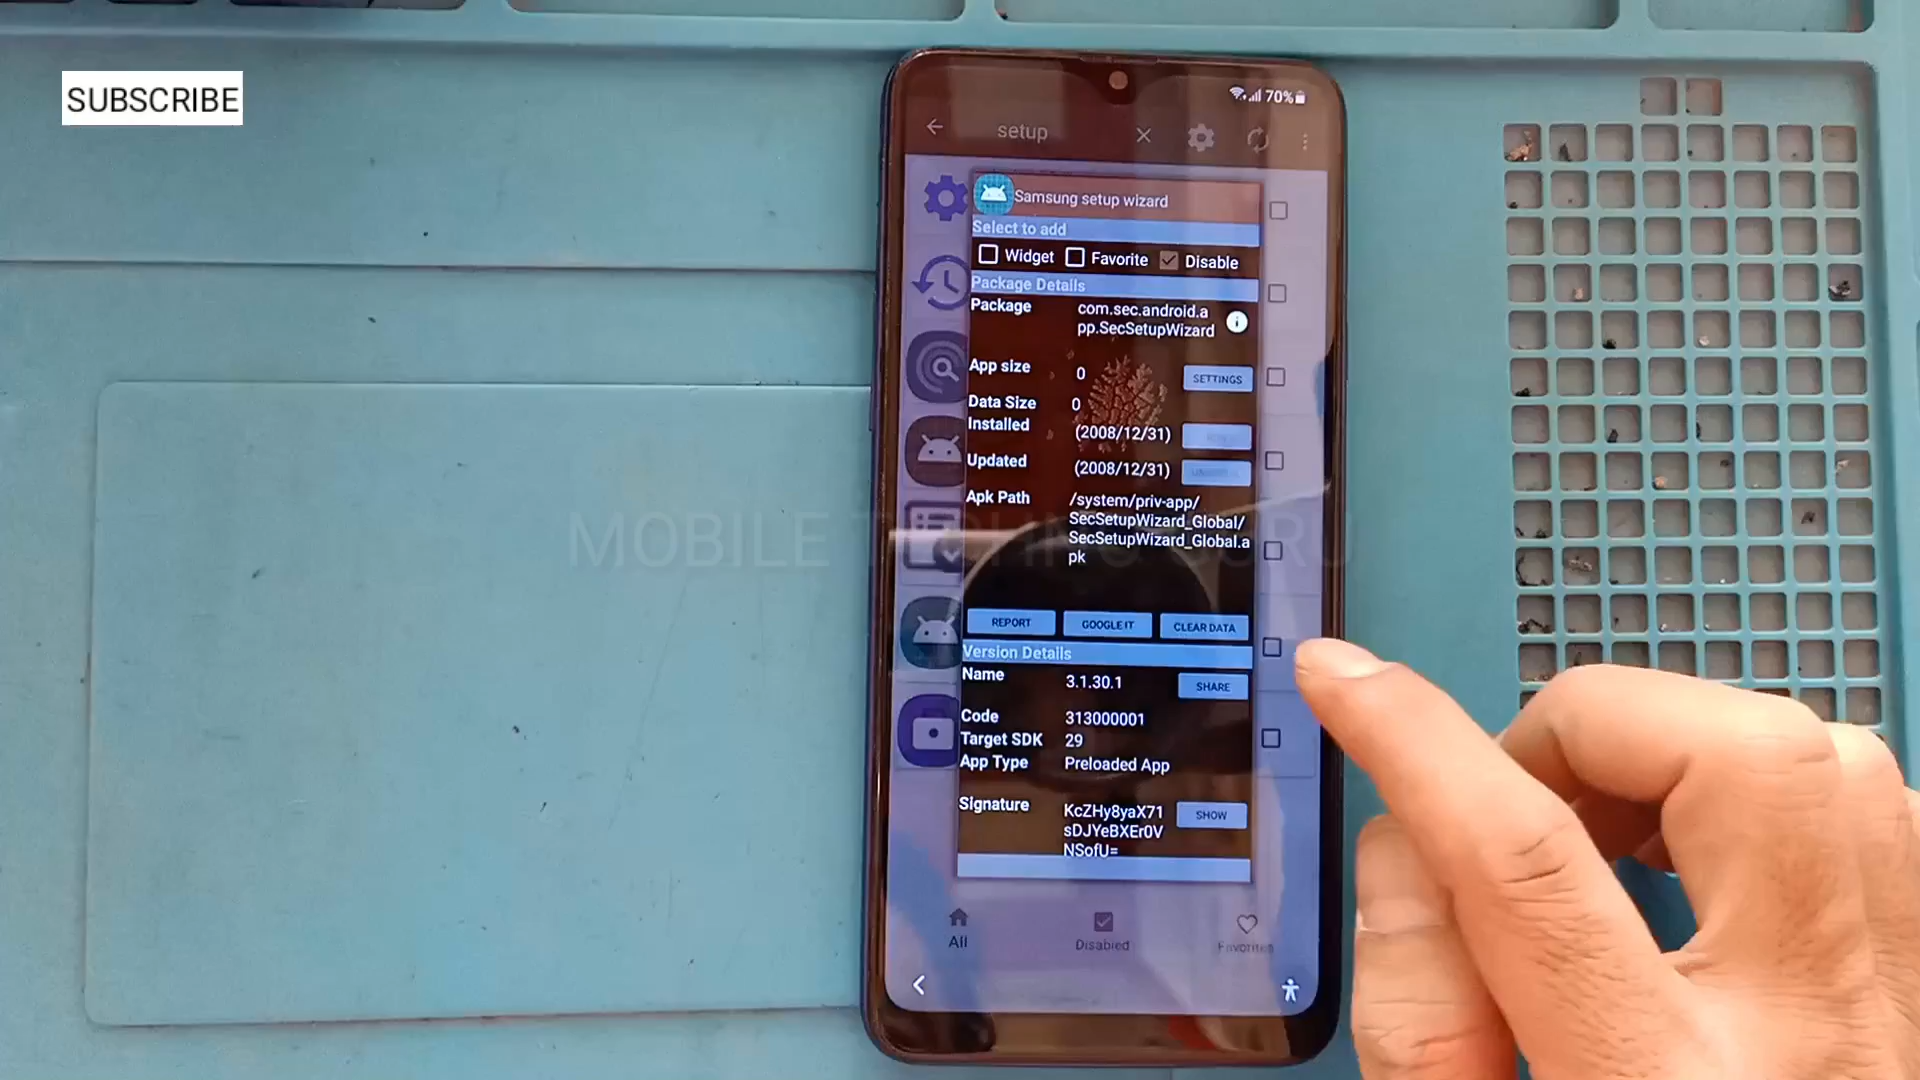 SUBSCRIBE
70%
setup
Samsung setup wizard
Select to add
Widget Favorite Disable
Package Details
Package com.sec.android.a
pp.SecSetupWizard
App size 0 SETTINGS
Data Size 0
Installed (2008/12/31)
Updated (2008/12/31)
Apk Path /system/priv-app/
SecSetupWizard_Global/
SecSetupWizard_Global.a
pk
MOBILE TECHNO GURU
REPORT GOOGLE IT CLEAR DATA
Version Details
Name 3.1.30.1 SHARE
Code 313000001
Target SDK 29
App Type Preloaded App
Signature KcZHy8yaX71 SHOW
sDJYeBXEr0V
NSofU=
All Disabled Favorites